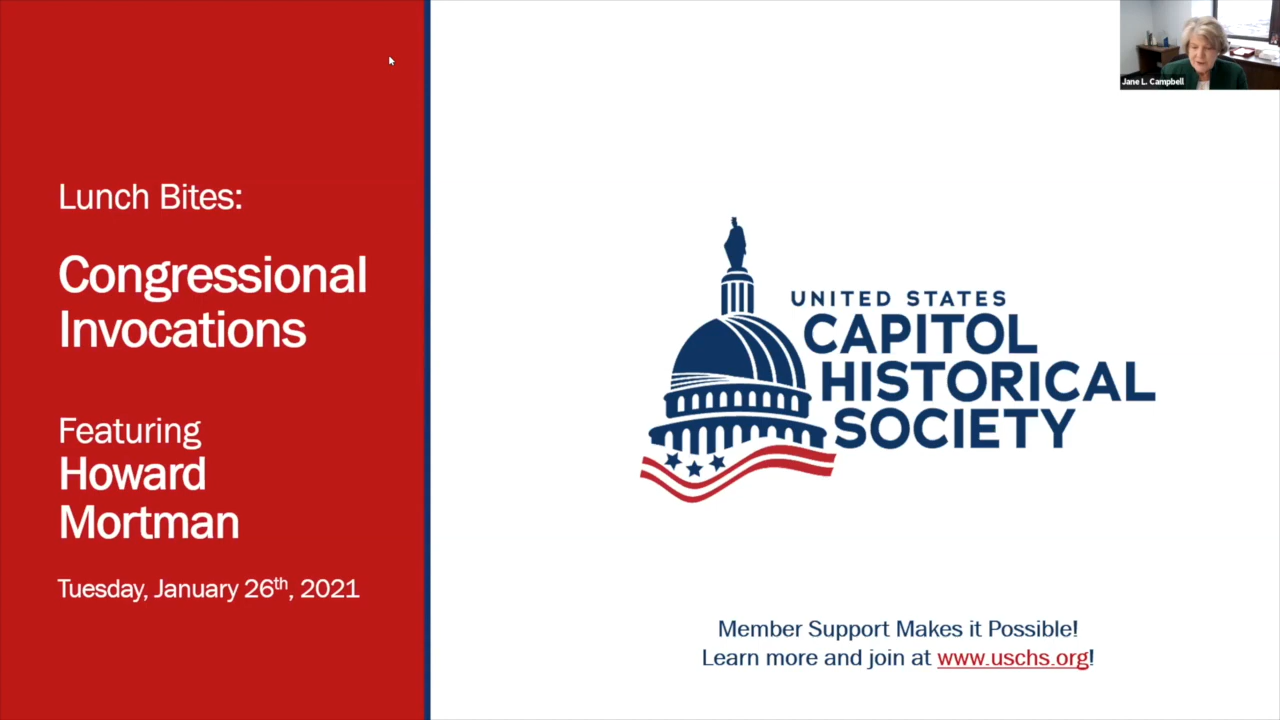 Lunch Bites:
Congressional
Invocations
Featuring
Howard
Mortman
Tuesday, January 26th, 2021
Jane L. Campbell
UNITED STATES
CAPITOL
HISTORICAL
SOCIETY
Member Support Makes it Possible!
Learn more and join at www.uschs.org!